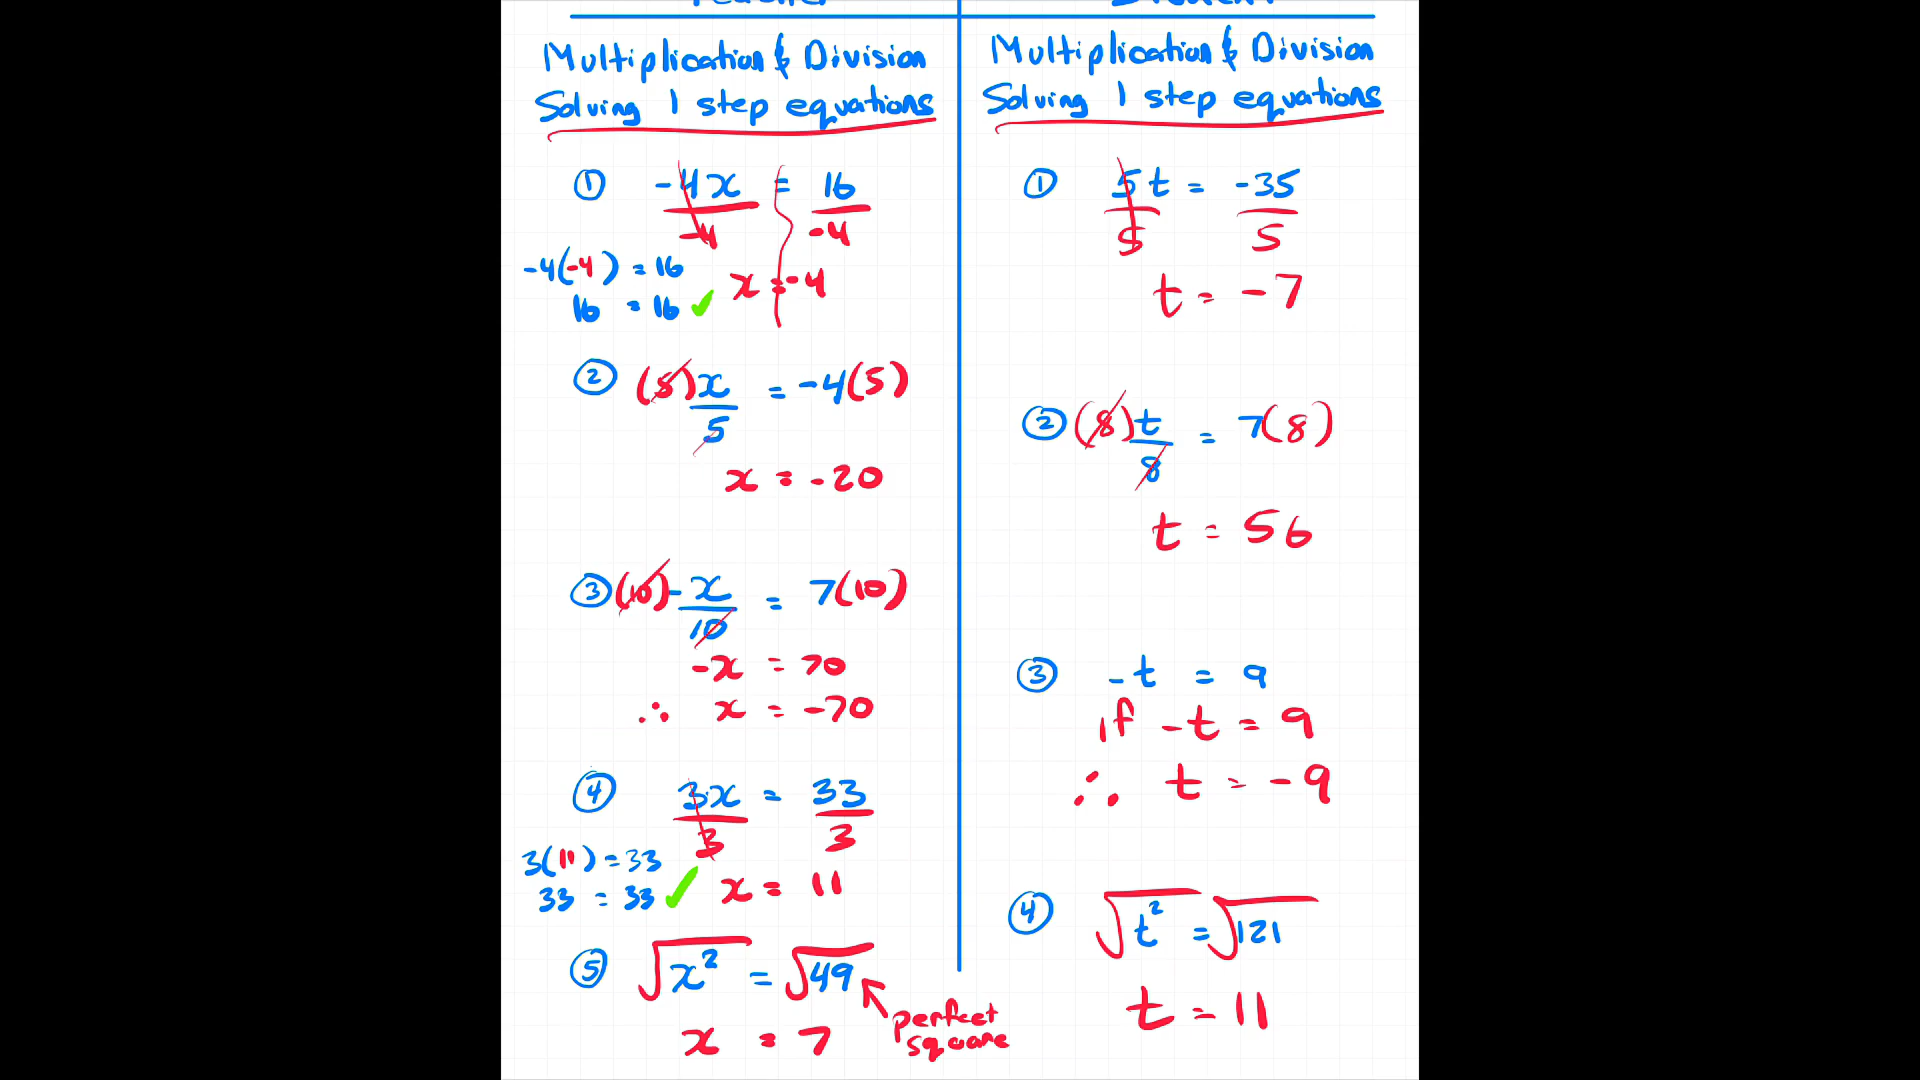 Teacher
Multiplication & Division
Solving 1 step equations
① -4x = 16
-4 -4
-4(-4) = 16
x = -4
16 = 16 ✓
② (5) x/5 = -4(5)
x = -20
③ (10) -x/10 = 7(10)
-x = 70
∴ x = -70
④ 3x = 33
3 3
3(11) = 33
33 = 33 ✓
x = 11
⑤ √x² = √49
perfect
square
x = 7
Student
Multiplication & Division
Solving 1 step equations
① 5t = -35
5 5
t = -7
② (8) t/8 = 7(8)
t = 56
③ -t = 9
if -t = 9
∴ t = -9
④ √t² = √121
t = 11